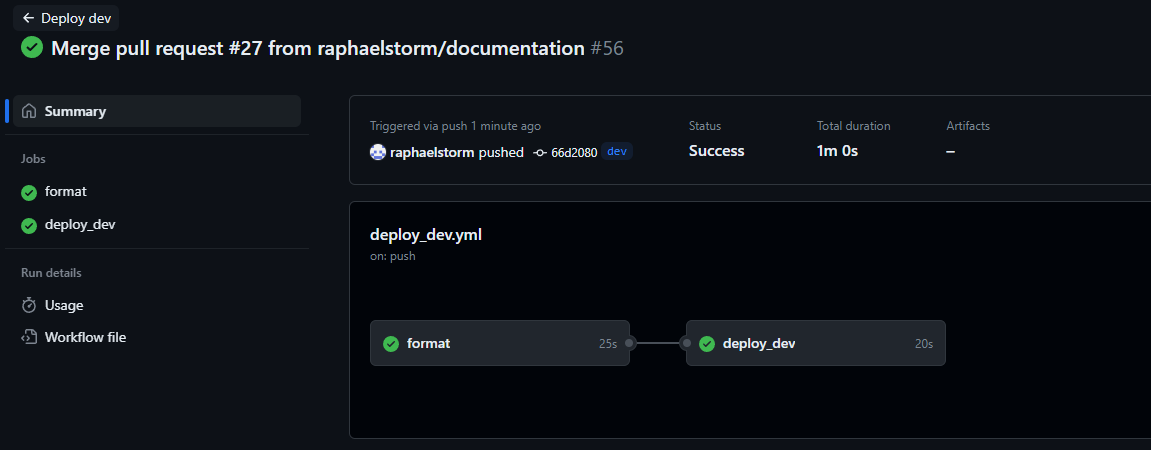 Deploy dev
Merge pull request #27 from raphaelstorm/documentation #56
Summary
Jobs
format
deploy_dev
Run details
Usage
Workflow file
Triggered via push 1 minute ago
raphaelstorm pushed 66d2080 dev
Status
Success
Total duration
1m 0s
Artifacts
–
deploy_dev.yml
on: push
format 25s
deploy_dev 20s